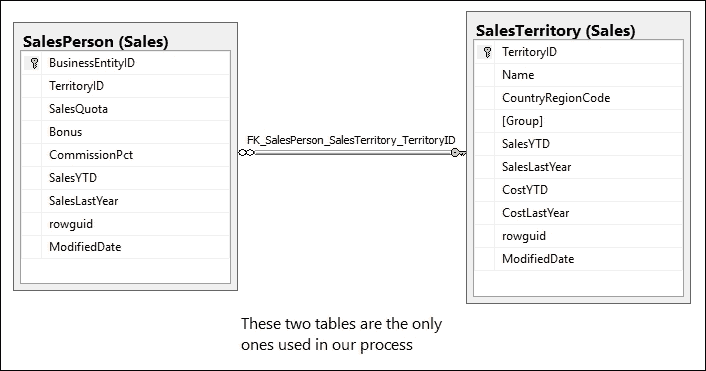 SalesPerson (Sales)
BusinessEntityID
TerritoryID
SalesQuota
Bonus
CommissionPct
SalesYTD
SalesLastYear
rowguid
ModifiedDate
FK_SalesPerson_SalesTerritory_TerritoryID
SalesTerritory (Sales)
TerritoryID
Name
CountryRegionCode
[Group]
SalesYTD
SalesLastYear
CostYTD
CostLastYear
rowguid
ModifiedDate
These two tables are the only
ones used in our process